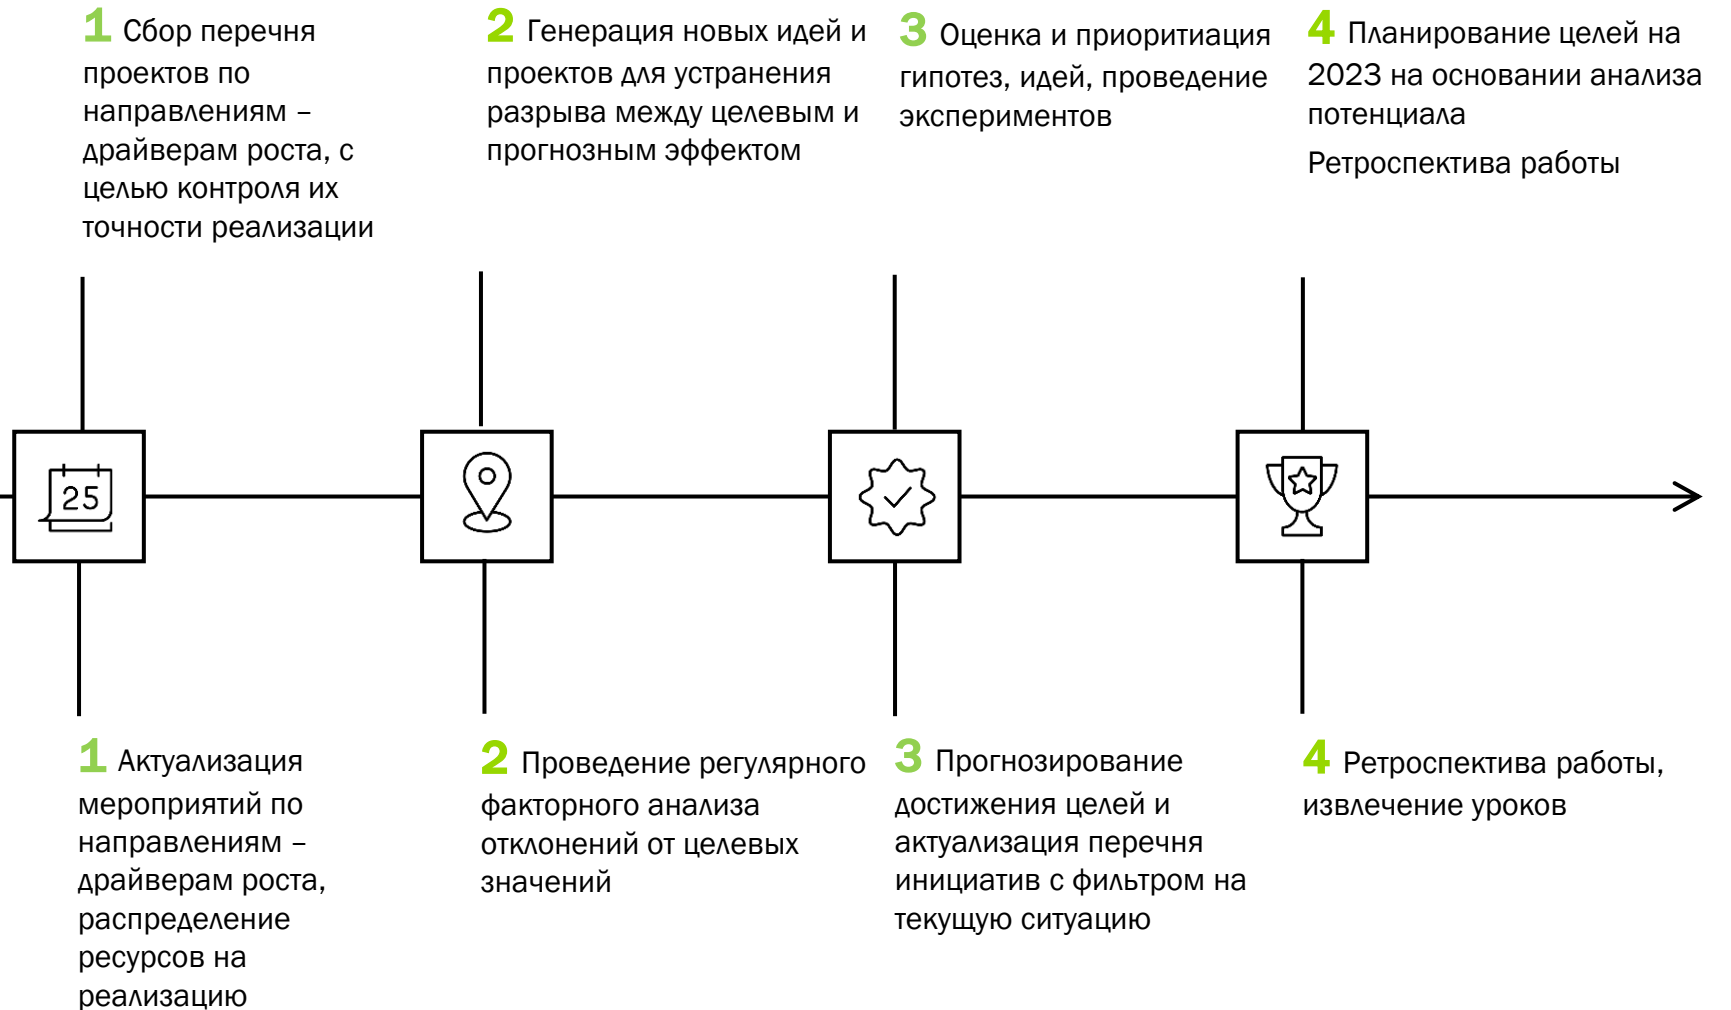 1 Сбор перечня
проектов по
направлениям –
драйверам роста, с
целью контроля их
точности реализации
2 Генерация новых идей и
проектов для устранения
разрыва между целевым и
прогнозным эффектом
3 Оценка и приоритиация
гипотез, идей, проведение
экспериментов
4 Планирование целей на
2023 на основании анализа
потенциала
Ретроспектива работы
25
1 Актуализация
мероприятий по
направлениям –
драйверам роста,
распределение
ресурсов на
реализацию
2 Проведение регулярного
факторного анализа
отклонений от целевых
значений
3 Прогнозирование
достижения целей и
актуализация перечня
инициатив с фильтром на
текущую ситуацию
4 Ретроспектива работы,
извлечение уроков